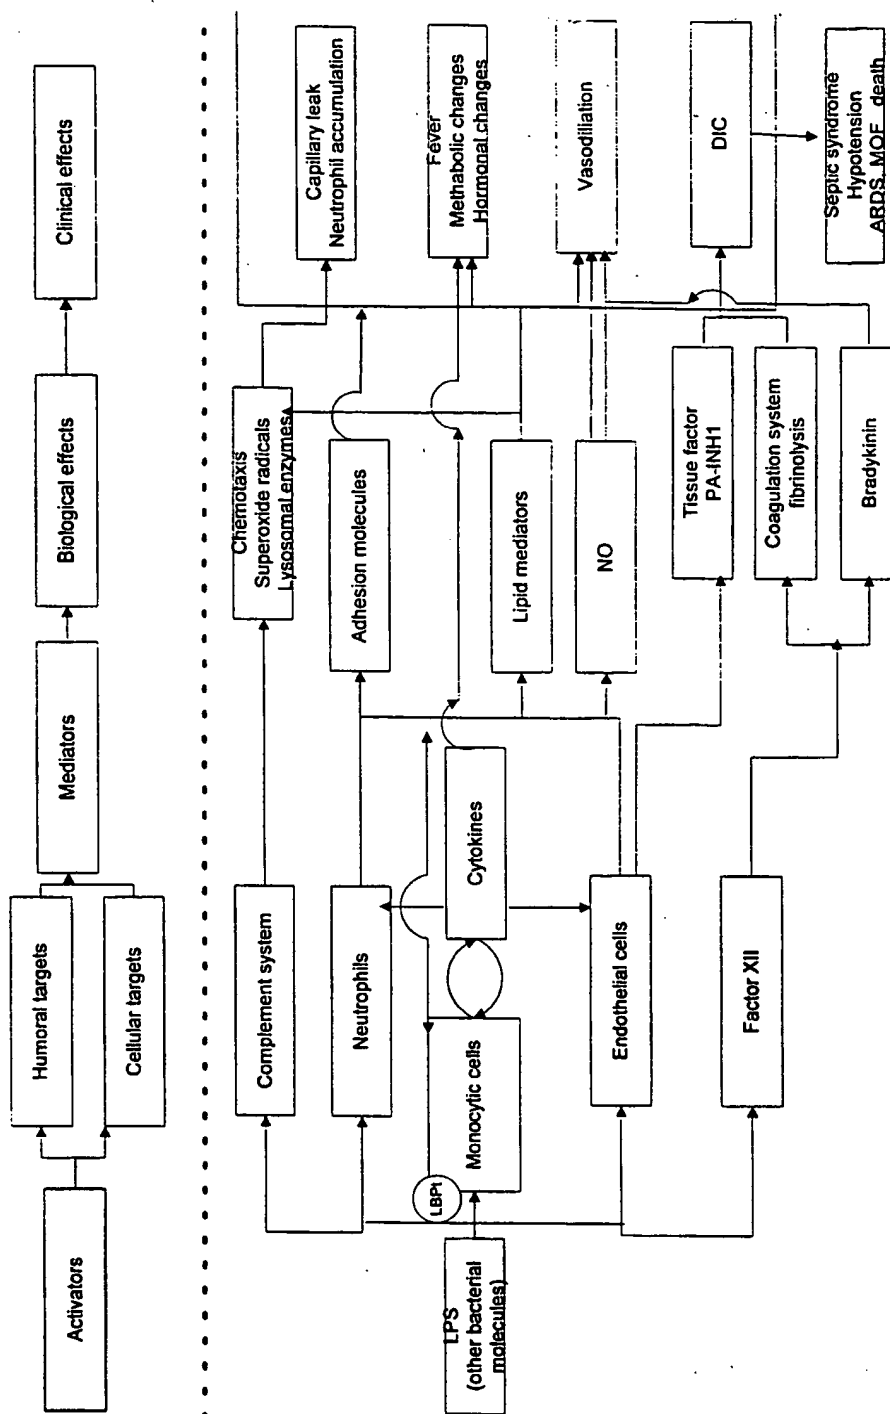 Activators
Humoral targets
Cellular targets
Mediators
Biological effects
Clinical effects
LPS
(other bacterial
molecules)
LBPt
Complement system
Neutrophils
Monocytic cells
Endothelial cells
Factor XII
Cytokines
Chemotaxis
Superoxide radicals
Lysosomal enzymes
Adhesion molecules
Lipid mediators
NO
Tissue factor
PA-INH1
Coagulation system
fibrinolysis
Bradykinin
Capillary leak
Neutrophil accumulation
Fever
Methabolic changes
Hormonal changes
Vasodiliation
DIC
Septic syndrome
Hypotension
ARDS, MOF death